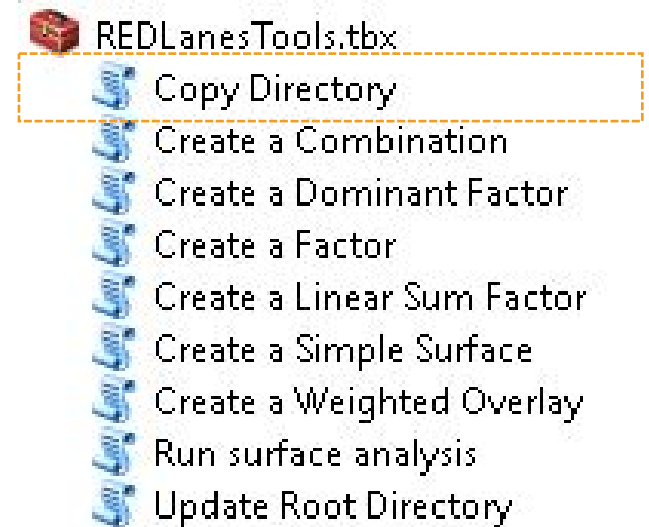 REDLanesTools.tbx
Copy Directory
Create a Combination
Create a Dominant Factor
Create a Factor
Create a Linear Sum Factor
Create a Simple Surface
Create a Weighted Overlay
Run surface analysis
Update Root Directory